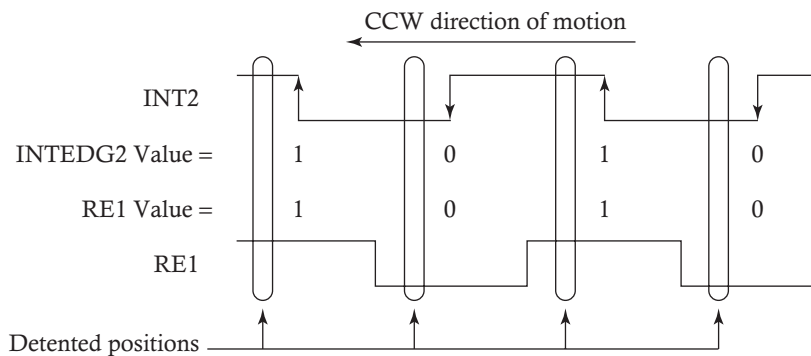 CCW direction of motion
INT2
INTEDG2 Value = 1 0 1 0
RE1 Value = 1 0 1 0
RE1
Detented positions